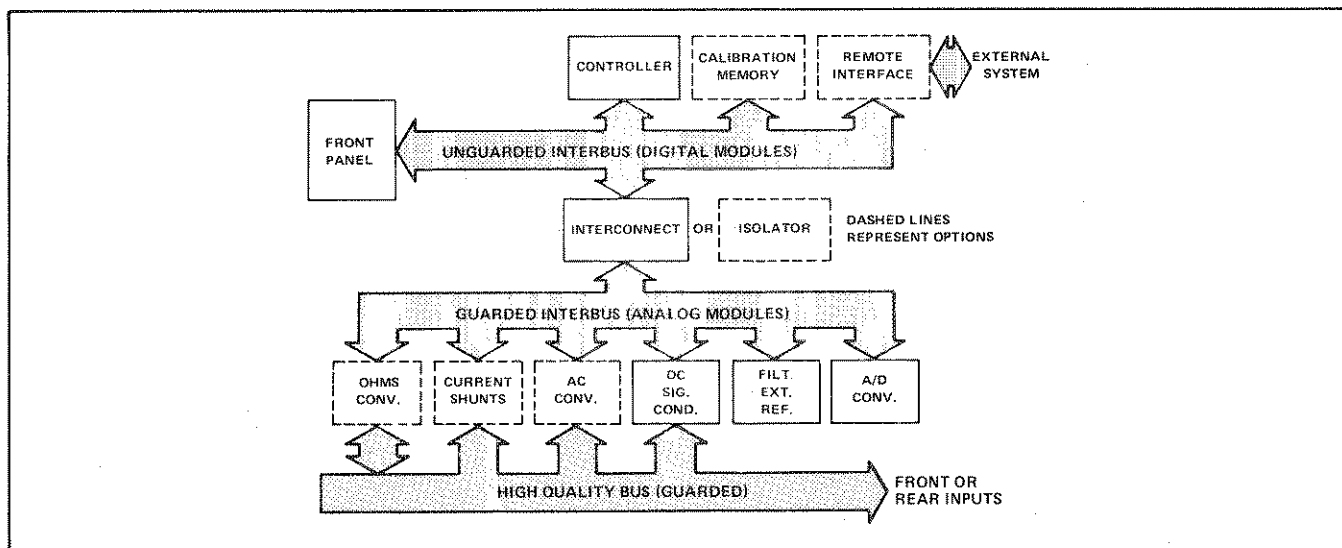 CONTROLLER
CALIBRATION
MEMORY
REMOTE
INTERFACE
EXTERNAL
SYSTEM
FRONT
PANEL
UNGUARDED INTERBUS (DIGITAL MODULES)
INTERCONNECT
OR
ISOLATOR
DASHED LINES
REPRESENT OPTIONS
GUARDED INTERBUS (ANALOG MODULES)
OHMS
CONV.
CURRENT
SHUNTS
AC
CONV.
DC
SIG.
COND.
FILT.
EXT.
REF.
A/D
CONV.
HIGH QUALITY BUS (GUARDED)
FRONT OR
REAR INPUTS